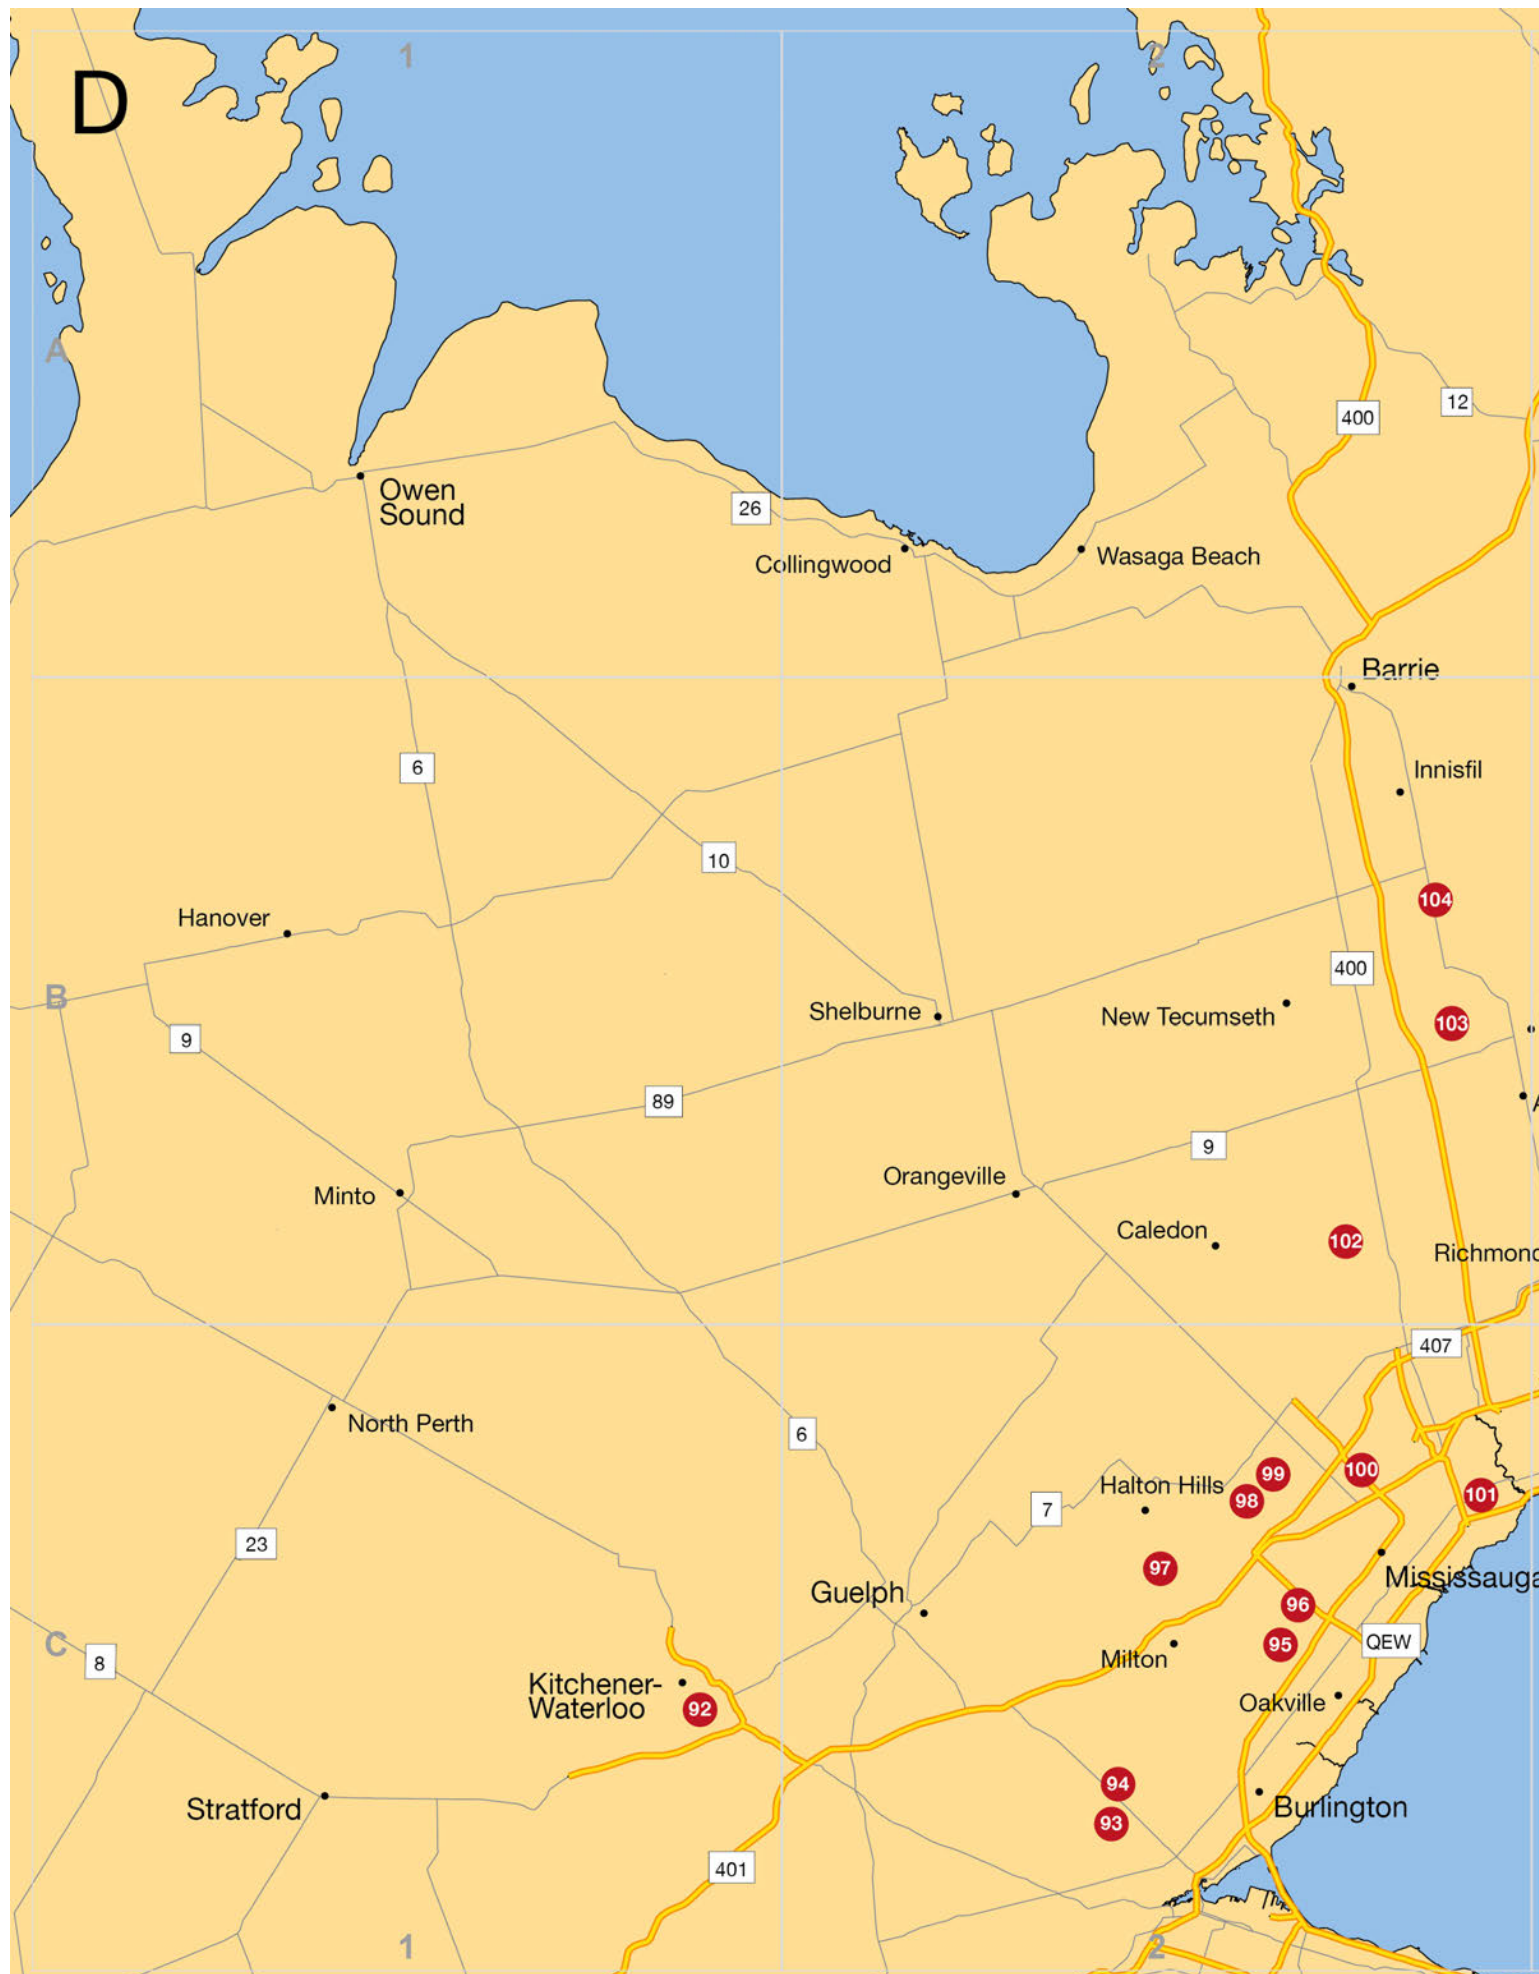 1
2
D
A
12
400
Owen
Sound
26
Collingwood
Wasaga Beach
Barrie
6
Innisfil
10
104
Hanover
400
B
Shelburne
New Tecumseth
103
9
89
A
9
Orangeville
Minto
Caledon
102
Richmond
407
North Perth
6
100
99
Halton Hills
98
101
7
23
97
Mississauga
Guelph
96
C
QEW
95
8
Milton
Kitchener-
Waterloo
92
Oakville
94
Stratford
Burlington
93
401
1
2